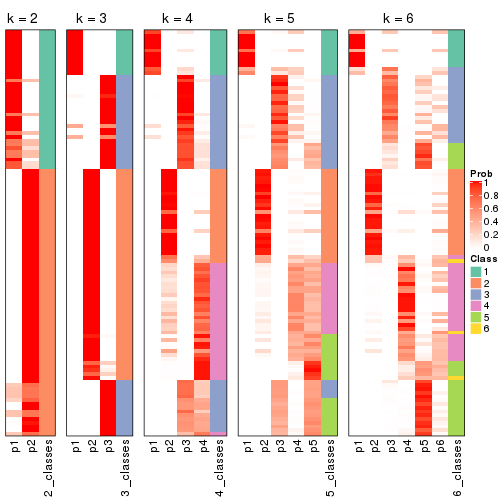 k = 2
k = 3
k = 4
k = 5
k = 6
Prob
1
0.8
0.6
0.4
0.2
0
Class
1
2
3
4
5
6
p1
p2
2_classes
p1
p2
p3
3_classes
p1
p2
p3
p4
4_classes
p1
p2
p3
p4
p5
5_classes
p1
p2
p3
p4
p5
p6
6_classes